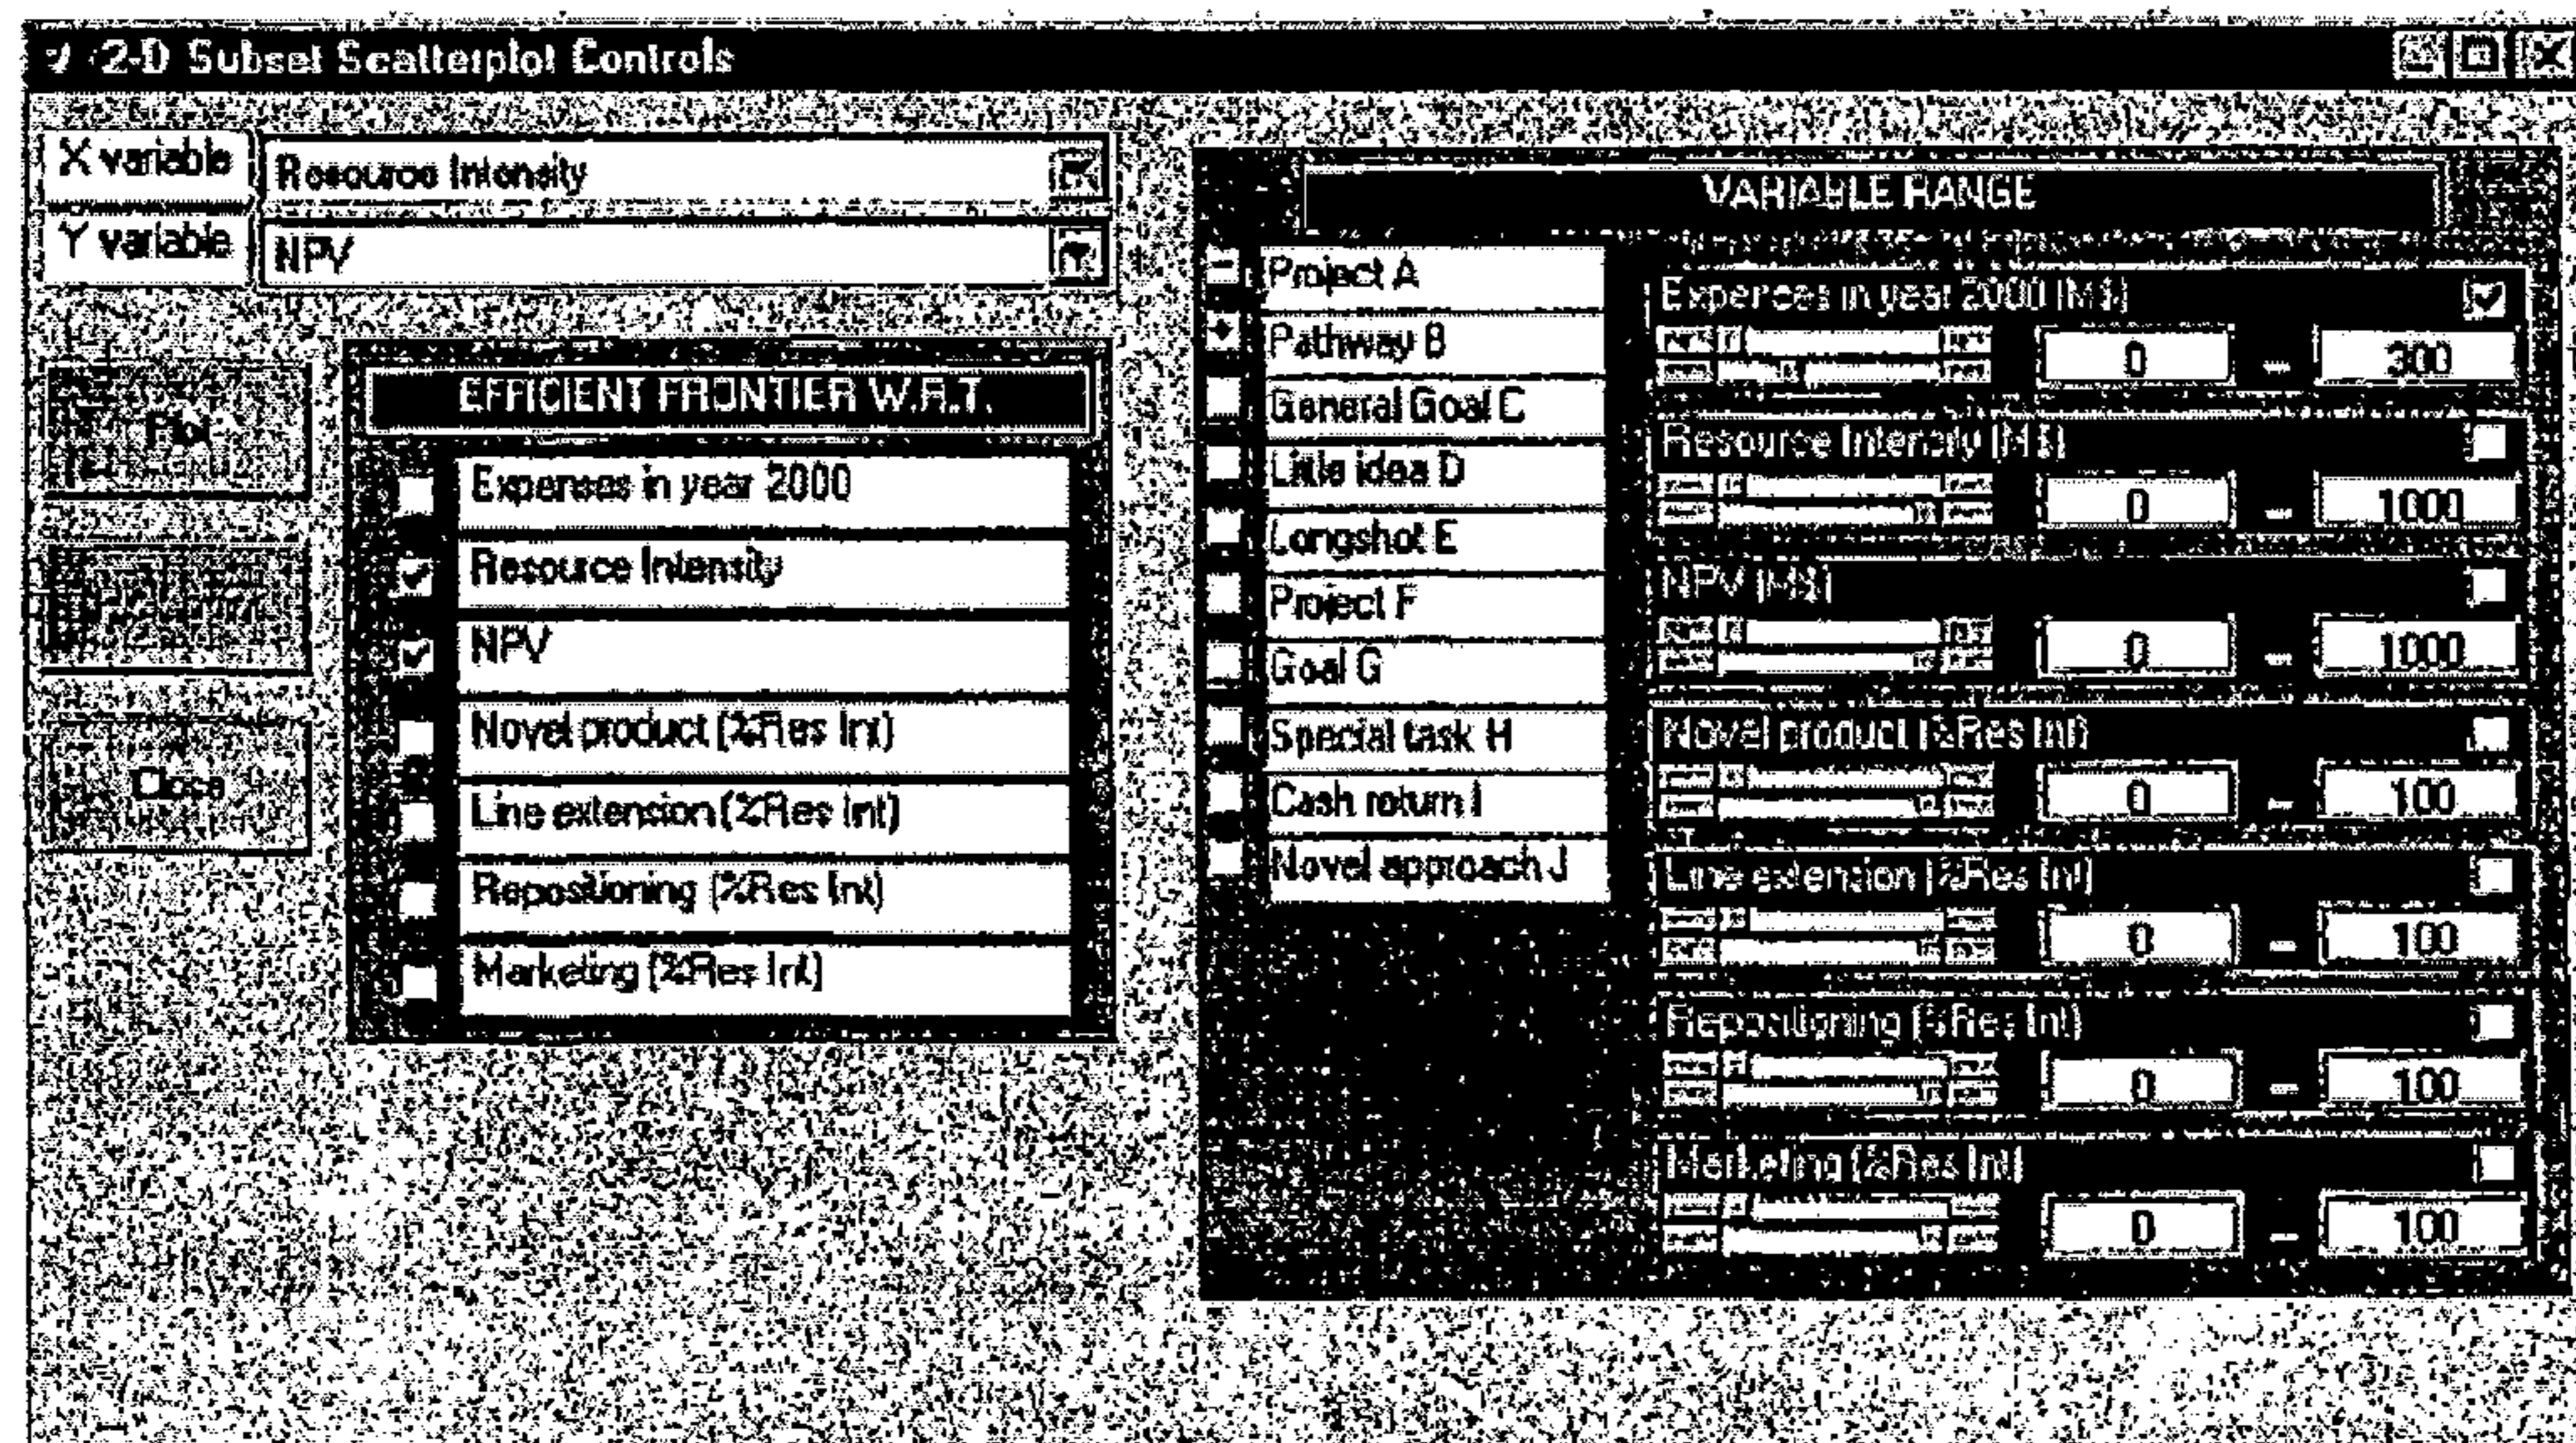 2-D Subset Scatterplot Controls
X variable
Resource Intensity
Y variable
NPV
Plot
Close
EFFICIENT FRONTIER W.R.T.
Expenses in year 2000
Resource Intensity
NPV
Novel product (%Res Int)
Line extension (%Res Int)
Repositioning (%Res Int)
Marketing (%Res Int)
VARIABLE RANGE
Project A
Pathway B
General Goal C
Little idea D
Longshot E
Project F
Goal G
Special task H
Cash return I
Novel approach J
Expences in year 2000 (M$)
0 - 300
Resource Intensity (M$)
0 - 1000
NPV (M$)
0 - 1000
Novel product (%Res Int)
0 - 100
Line extension (%Res Int)
0 - 100
Repositioning (%Res Int)
0 - 100
Marketing (%Res Int)
0 - 100